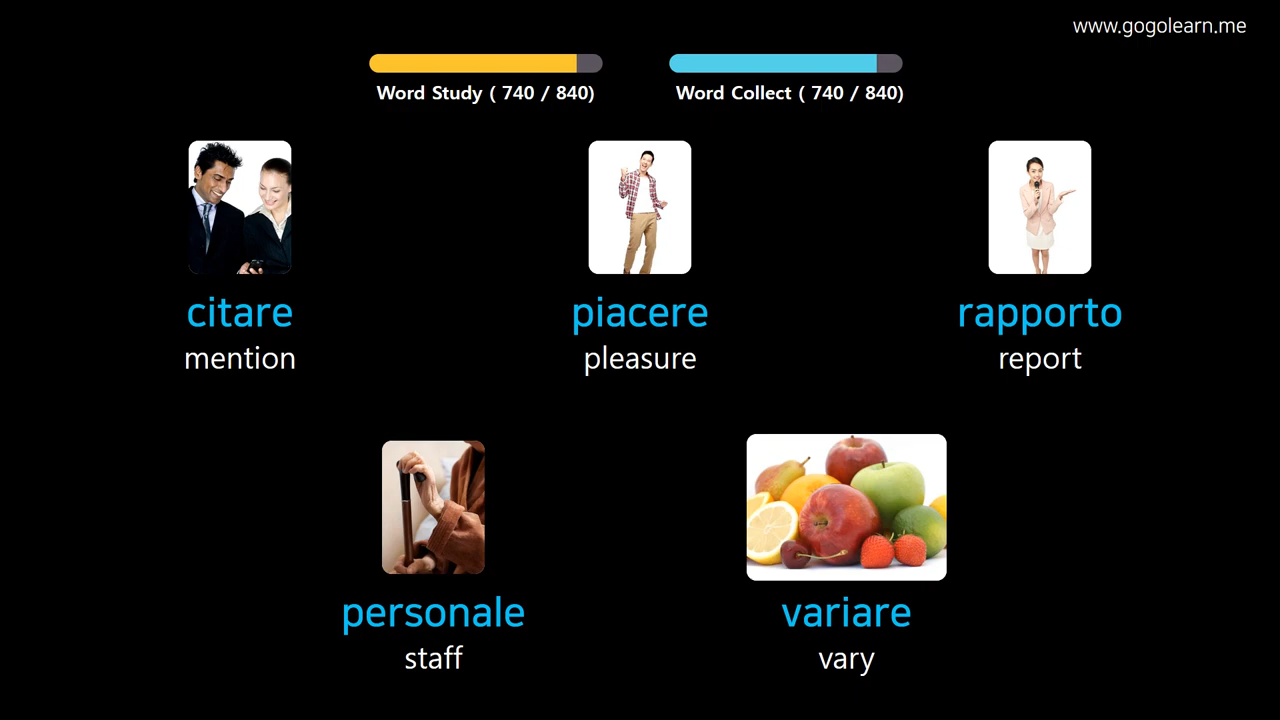 www.gogolearn.me
Word Study ( 740 / 840)
Word Collect ( 740 / 840)
citare
mention
piacere
pleasure
rapporto
report
personale
staff
variare
vary